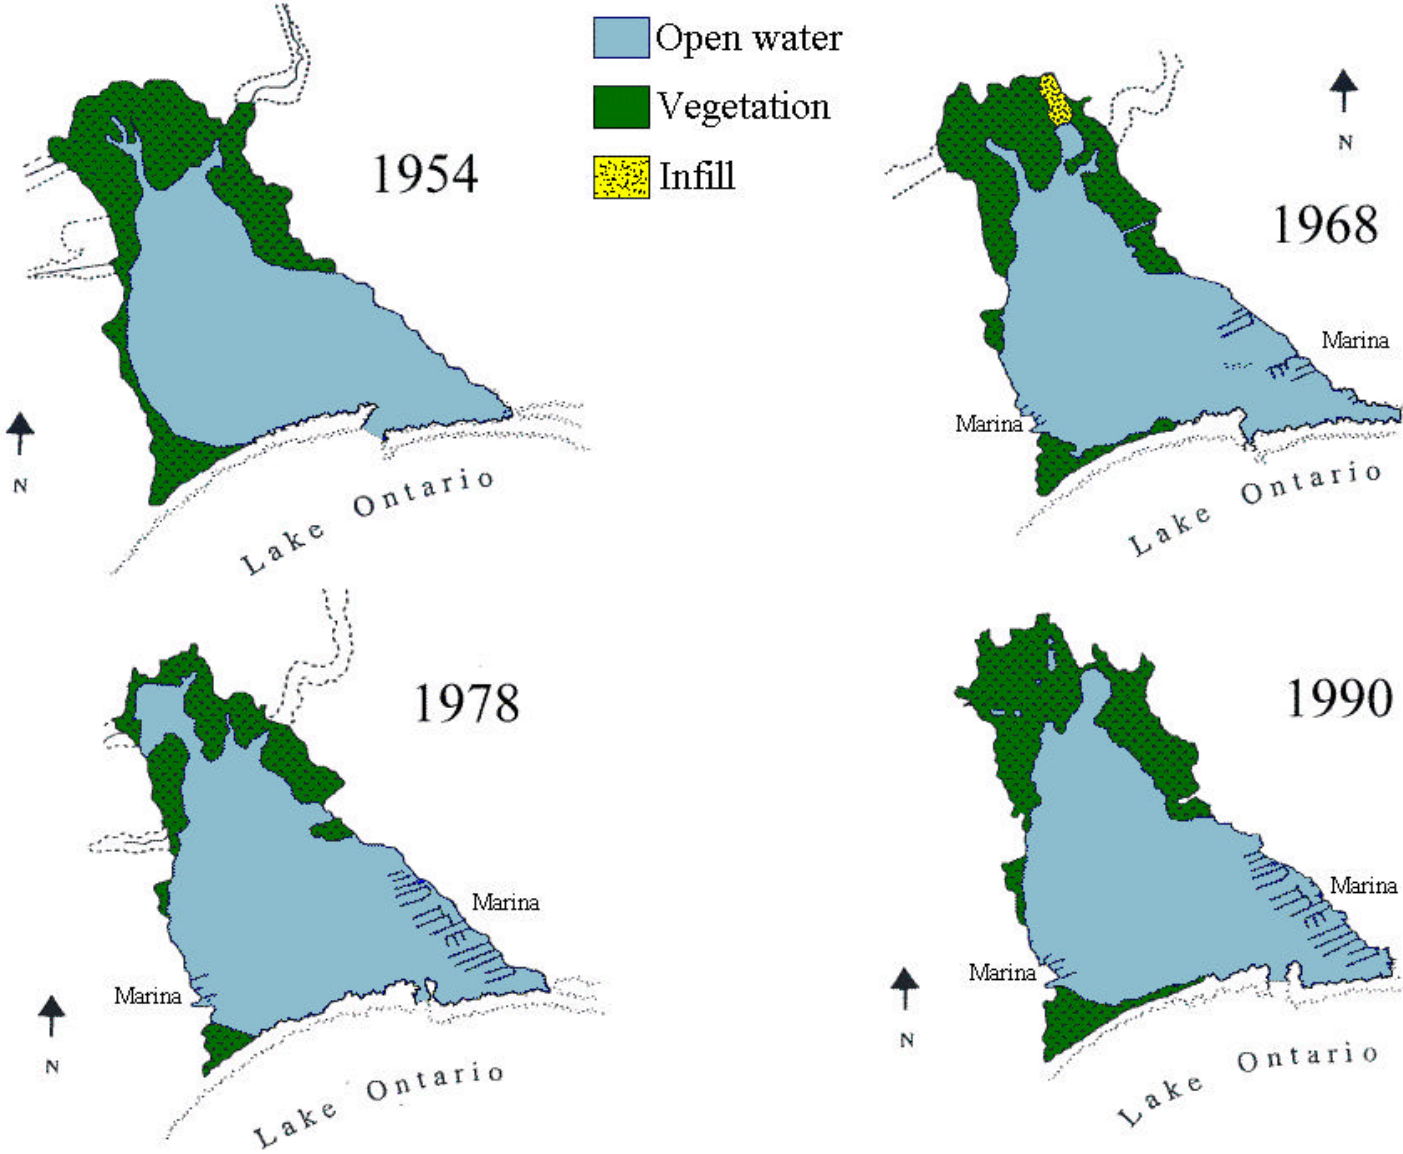 Open water
Vegetation
Infill
1954
N
Lake Ontario
1968
N
Marina
Marina
Lake Ontario
1978
Marina
Marina
N
Lake Ontario
1990
Marina
Marina
N
Lake Ontario